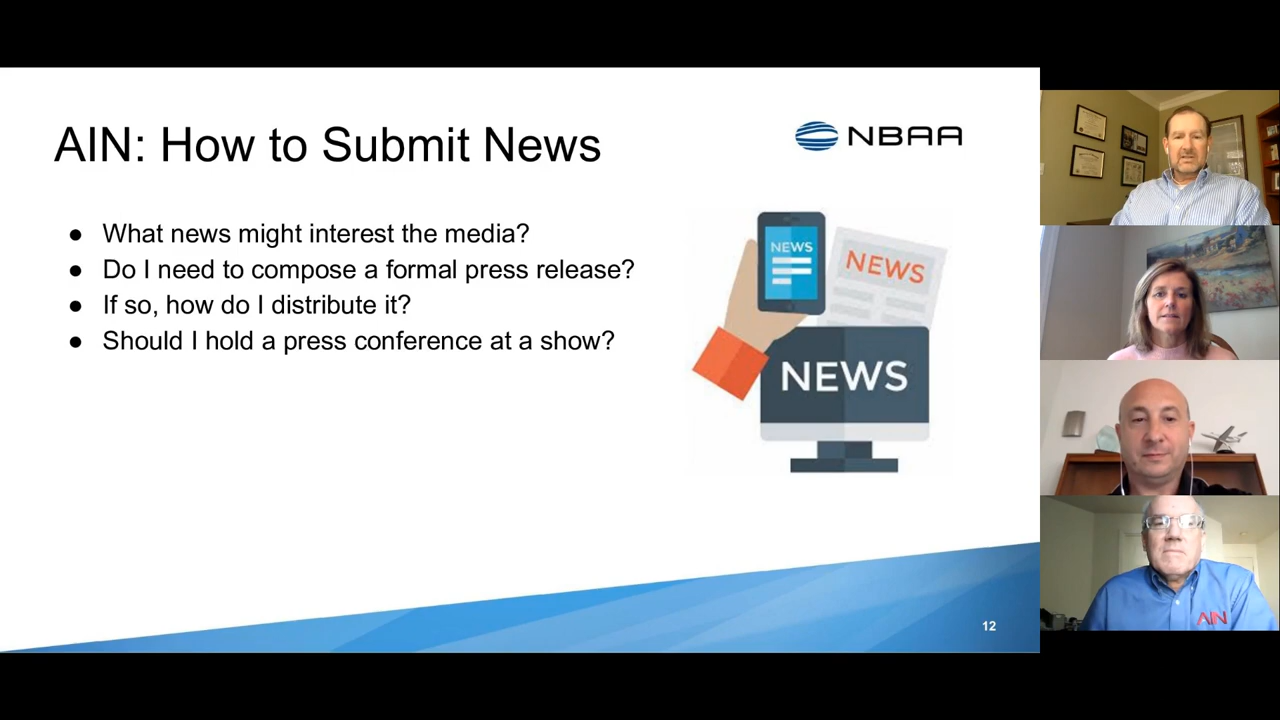 AIN: How to Submit News
NBAA
● What news might interest the media?
● Do I need to compose a formal press release?
● If so, how do I distribute it?
● Should I hold a press conference at a show?
NEWS
NEWS
NEWS
12
AIN